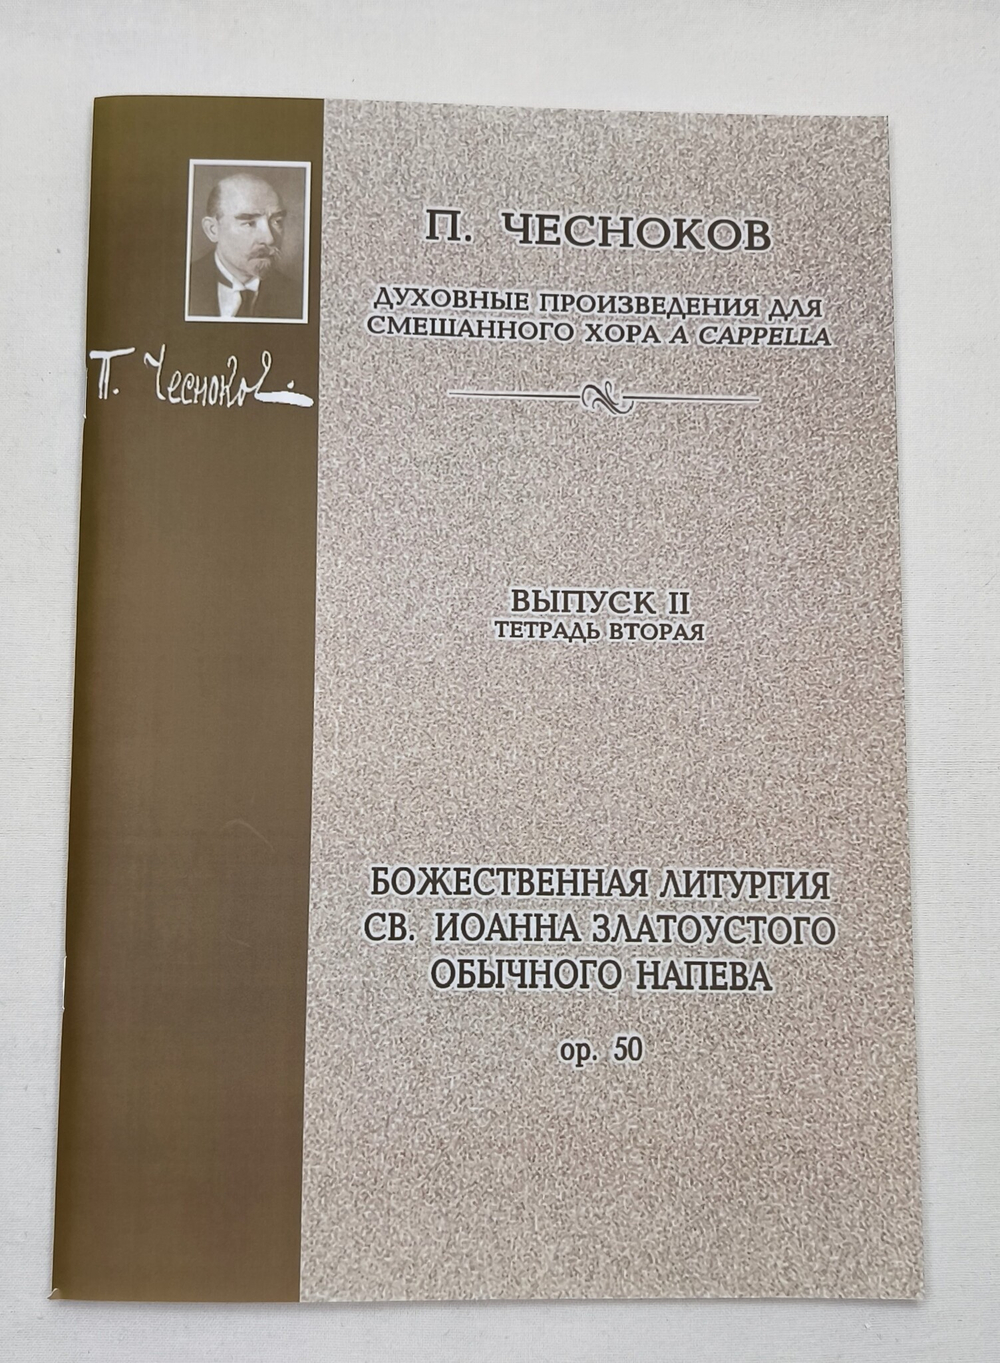 П. Чесноков
П. ЧЕСНОКОВ
ДУХОВНЫЕ ПРОИЗВЕДЕНИЯ ДЛЯ
СМЕШАННОГО ХОРА A CAPPELLA
ВЫПУСК II
ТЕТРАДЬ ВТОРАЯ
БОЖЕСТВЕННАЯ ЛИТУРГИЯ
СВ. ИОАННА ЗЛАТОУСТОГО
ОБЫЧНОГО НАПЕВА
op. 50